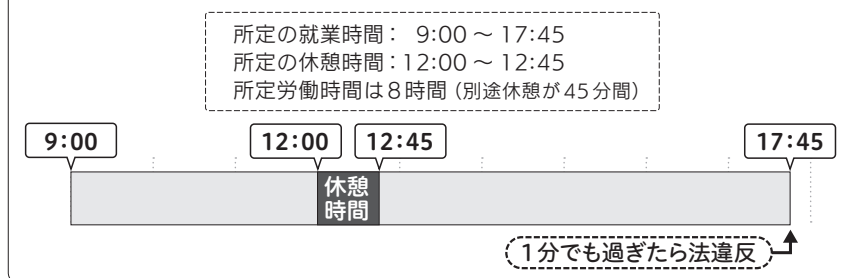 所定の就業時間： 9:00 ～ 17:45
所定の休憩時間：12:00 ～ 12:45
所定労働時間は８時間（別途休憩が45分間）
9:00
12:00
12:45
17:45
休憩
時間
１分でも過ぎたら法違反